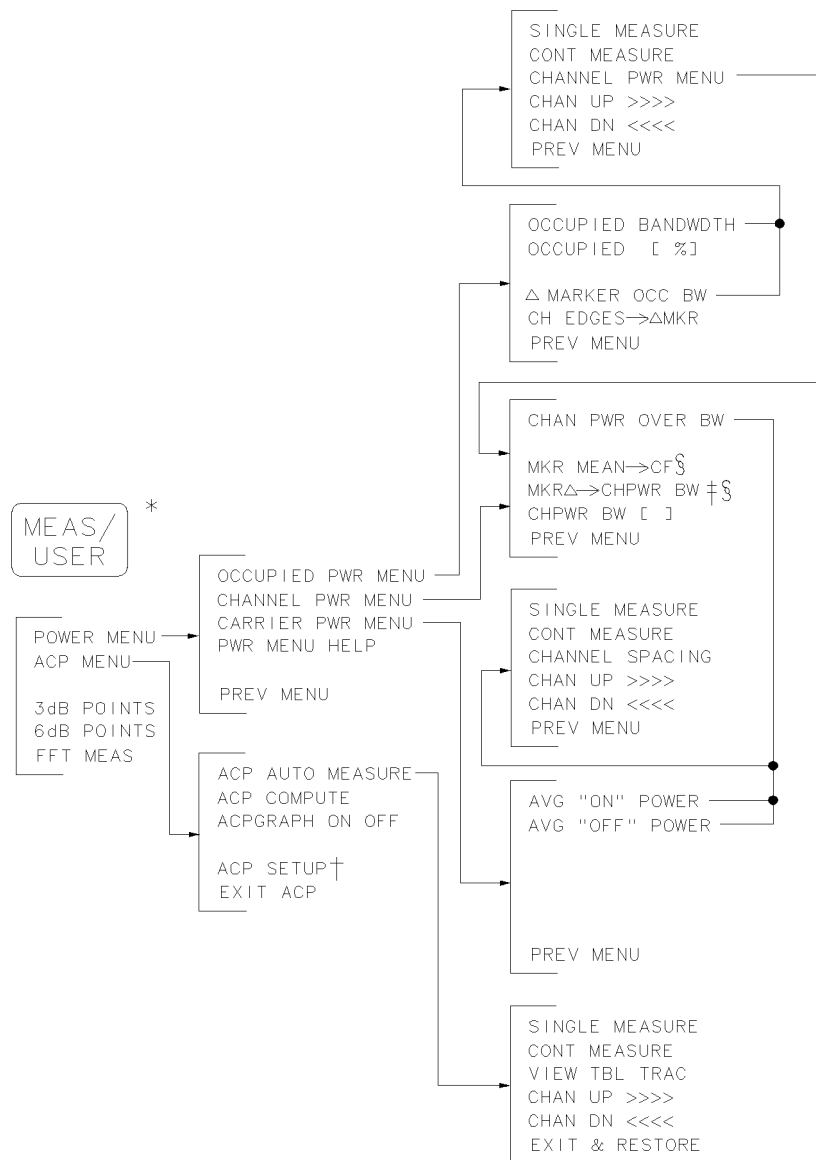 SINGLE MEASURE
CONT MEASURE
CHANNEL PWR MENU
CHAN UP >>>>
CHAN DN <<<<
PREV MENU
OCCUPIED BANDWDTH
OCCUPIED [ %]
△ MARKER OCC BW
CH EDGES→△MKR
PREV MENU
CHAN PWR OVER BW
MKR MEAN→CF§
MKR△→CHPWR BW ‡§
CHPWR BW [ ]
PREV MENU
MEAS/
USER
*
POWER MENU
ACP MENU
3dB POINTS
6dB POINTS
FFT MEAS
OCCUPIED PWR MENU
CHANNEL PWR MENU
CARRIER PWR MENU
PWR MENU HELP
PREV MENU
ACP AUTO MEASURE
ACP COMPUTE
ACPGRAPH ON OFF
ACP SETUP†
EXIT ACP
SINGLE MEASURE
CONT MEASURE
CHANNEL SPACING
CHAN UP >>>>
CHAN DN <<<<
PREV MENU
AVG "ON" POWER
AVG "OFF" POWER
PREV MENU
SINGLE MEASURE
CONT MEASURE
VIEW TBL TRAC
CHAN UP >>>>
CHAN DN <<<<
EXIT & RESTORE